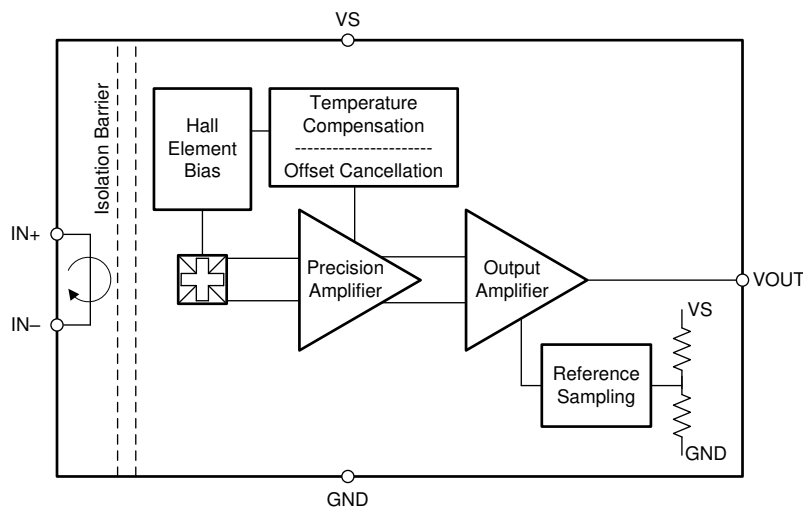 VS
Isolation Barrier
Hall
Element
Bias
Temperature
Compensation
Offset Cancellation
IN+
IN–
Precision
Amplifier
Output
Amplifier
VOUT
VS
Reference
Sampling
GND
GND